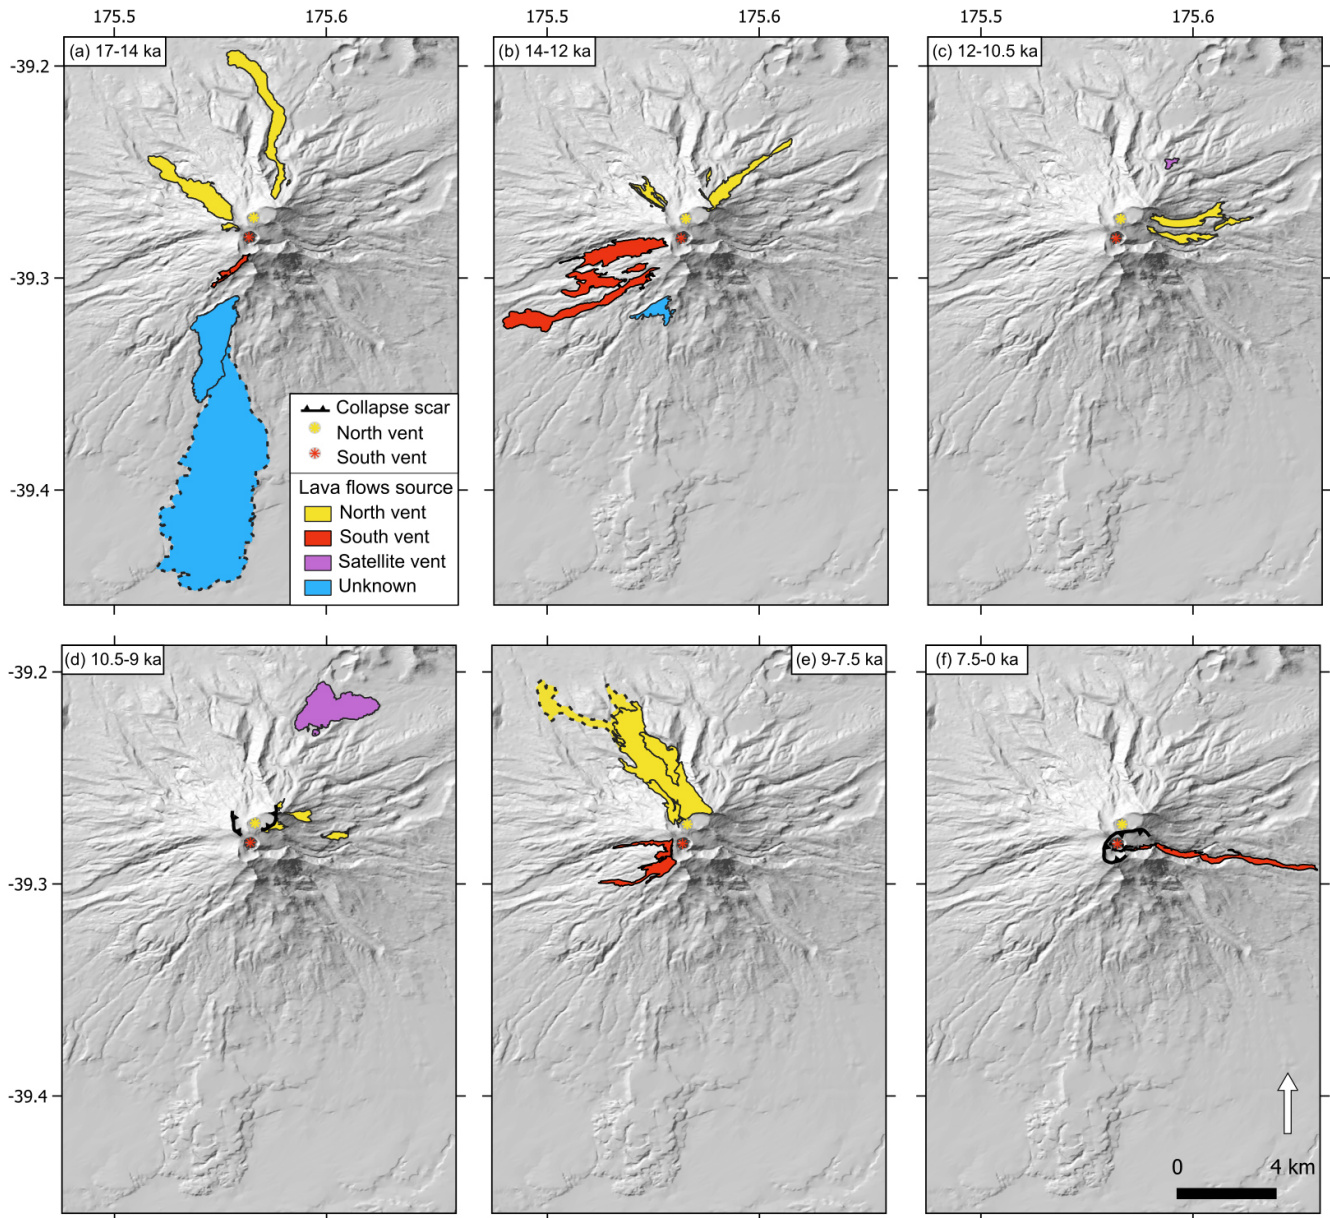 175.5 175.6 175.5 175.6 175.5 175.6
(a) 17-14 ka
(b) 14-12 ka
(c) 12-10.5 ka
-39.2
-39.3
-39.4
Collapse scar
North vent
South vent
Lava flows source
North vent
South vent
Satellite vent
Unknown
(d) 10.5-9 ka
(e) 9-7.5 ka
(f) 7.5-0 ka
-39.2
-39.3
-39.4
0 4 km